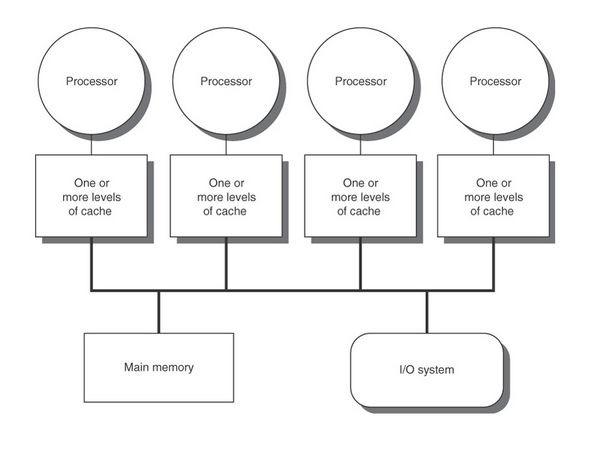 Processor
Processor
Processor
Processor
One or
more levels
of cache
One or
more levels
of cache
One or
more levels
of cache
One or
more levels
of cache
Main memory
I/O system